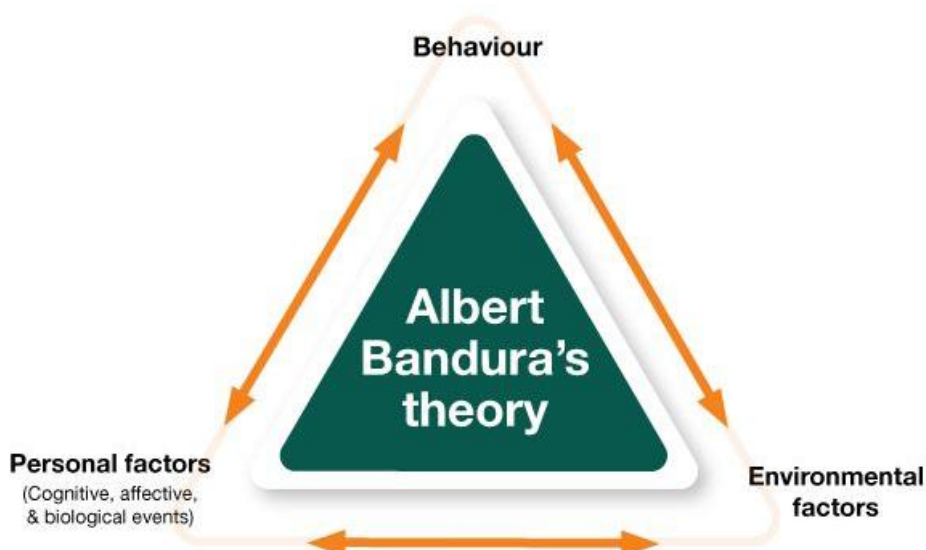 Behaviour
Albert
Bandura's
theory
Personal factors
(Cognitive, affective,
& biological events)
Environmental
factors